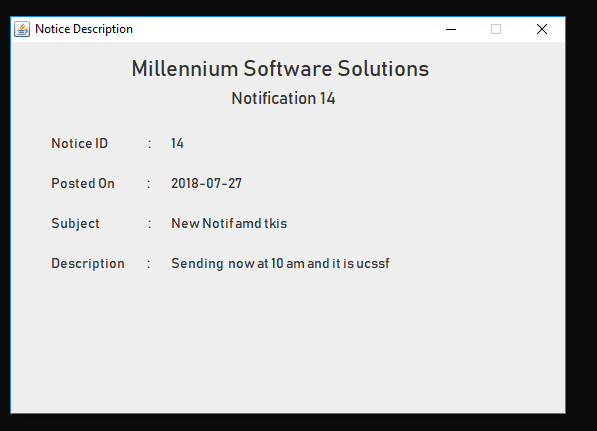 Notice Description
Millennium Software Solutions
Notification 14
Notice ID : 14
Posted On : 2018-07-27
Subject : New Notif amd tkis
Description : Sending now at 10 am and it is ucssf